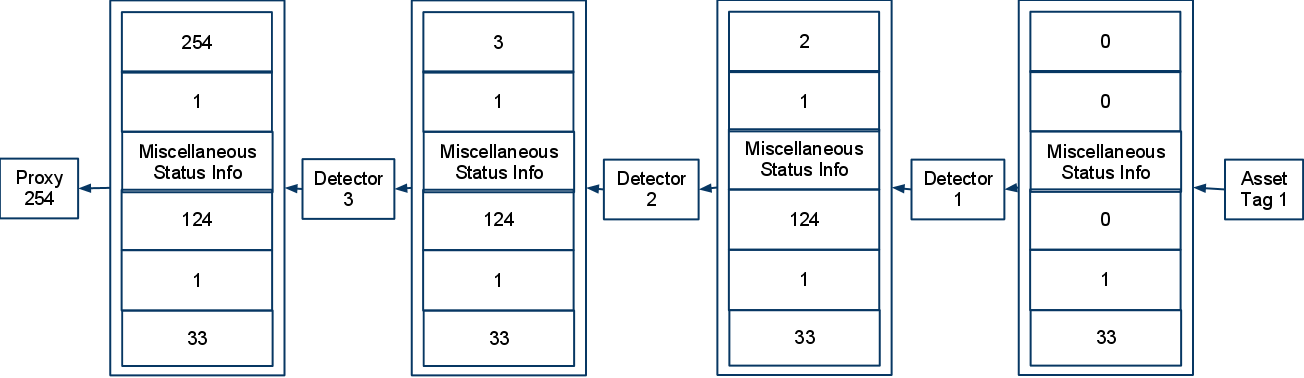 Proxy
254
254
1
Miscellaneous
Status Info
124
1
33
Detector
3
3
1
Miscellaneous
Status Info
124
1
33
Detector
2
2
1
Miscellaneous
Status Info
124
1
33
Detector
1
0
0
Miscellaneous
Status Info
0
1
33
Asset
Tag 1